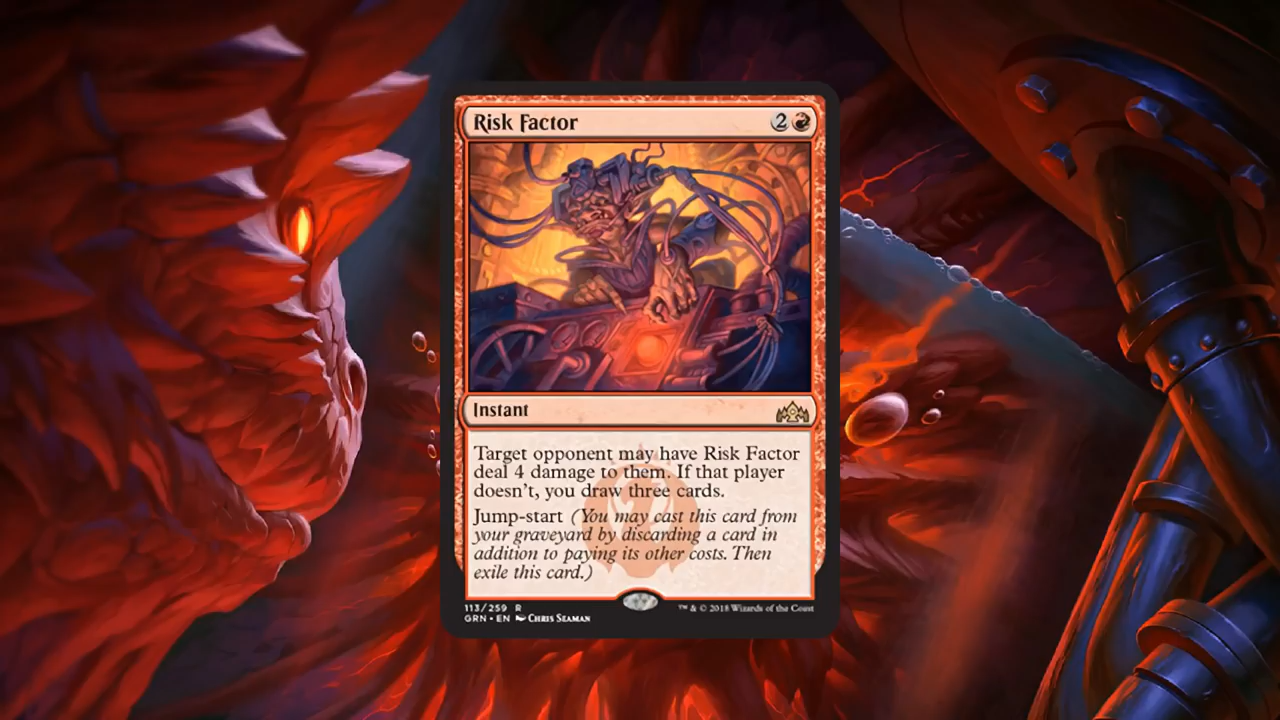 Risk Factor 2
Instant
Target opponent may have Risk Factor
deal 4 damage to them. If that player
doesn't, you draw three cards.
Jump-start (You may cast this card from
your graveyard by discarding a card in
addition to paying its other costs. Then
exile this card.)
113/259 R
GRN • EN Chris Seaman
™ & © 2018 Wizards of the Coast